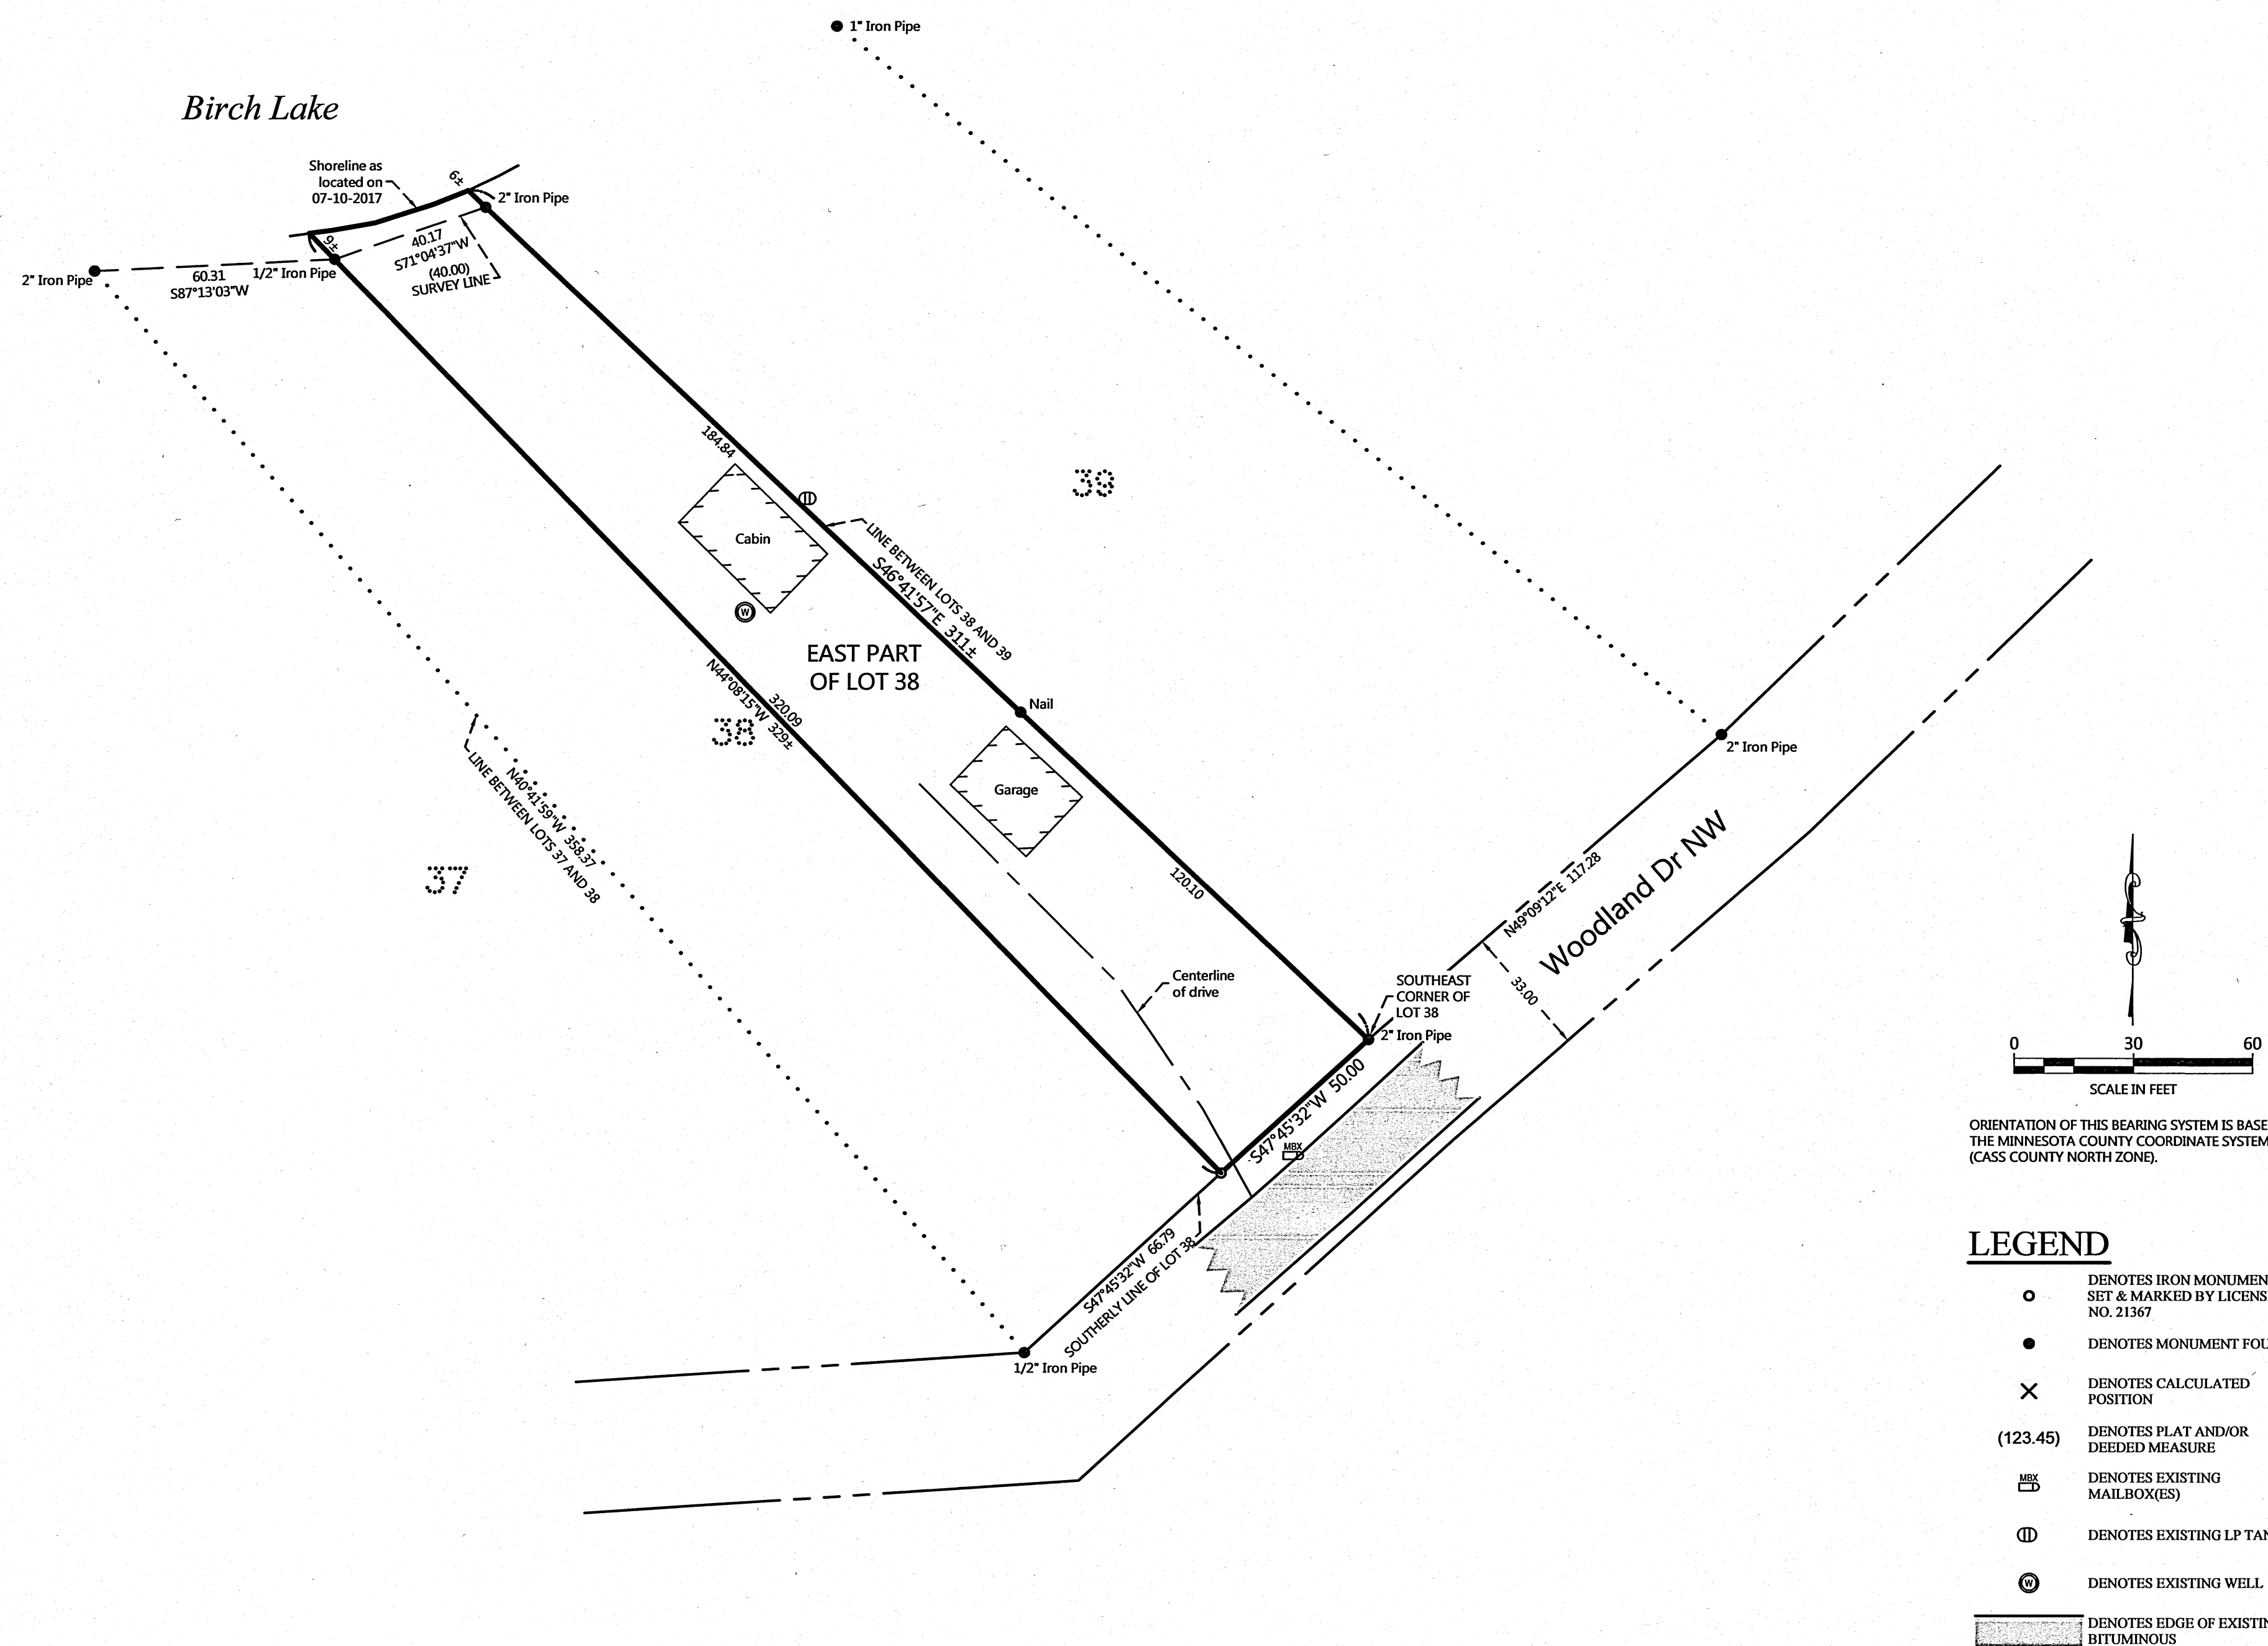 1" Iron Pipe
Birch Lake
Shoreline as
located on
07-10-2017
6±
2" Iron Pipe
9±
40.17
S71°04'37"W
(40.00)
SURVEY LINE
2" Iron Pipe
60.31
S87°13'03"W
1/2" Iron Pipe
184.84
39
Cabin
LINE BETWEEN LOTS 38 AND 39
S46°41'57"E 311±
W
EAST PART
OF LOT 38
320.09
N44°08'15"W 329±
38
Nail
2" Iron Pipe
N40°41'59"W 358.37
LINE BETWEEN LOTS 37 AND 38
Garage
37
120.10
N49°09'12"E 117.28
Woodland Dr NW
33.00
Centerline
of drive
SOUTHEAST
CORNER OF
LOT 38
2" Iron Pipe
S47°45'32"W 50.00
MBX
S47°45'32"W 66.79
SOUTHERLY LINE OF LOT 38
1/2" Iron Pipe
0 30 60
SCALE IN FEET
ORIENTATION OF THIS BEARING SYSTEM IS BASE
THE MINNESOTA COUNTY COORDINATE SYSTEM
(CASS COUNTY NORTH ZONE).
LEGEND
DENOTES IRON MONUMEN
SET & MARKED BY LICENS
NO. 21367
DENOTES MONUMENT FOU
DENOTES CALCULATED
POSITION
(123.45) DENOTES PLAT AND/OR
DEEDED MEASURE
MBX DENOTES EXISTING
MAILBOX(ES)
DENOTES EXISTING LP TAN
W DENOTES EXISTING WELL
DENOTES EDGE OF EXISTIN
BITUMINOUS